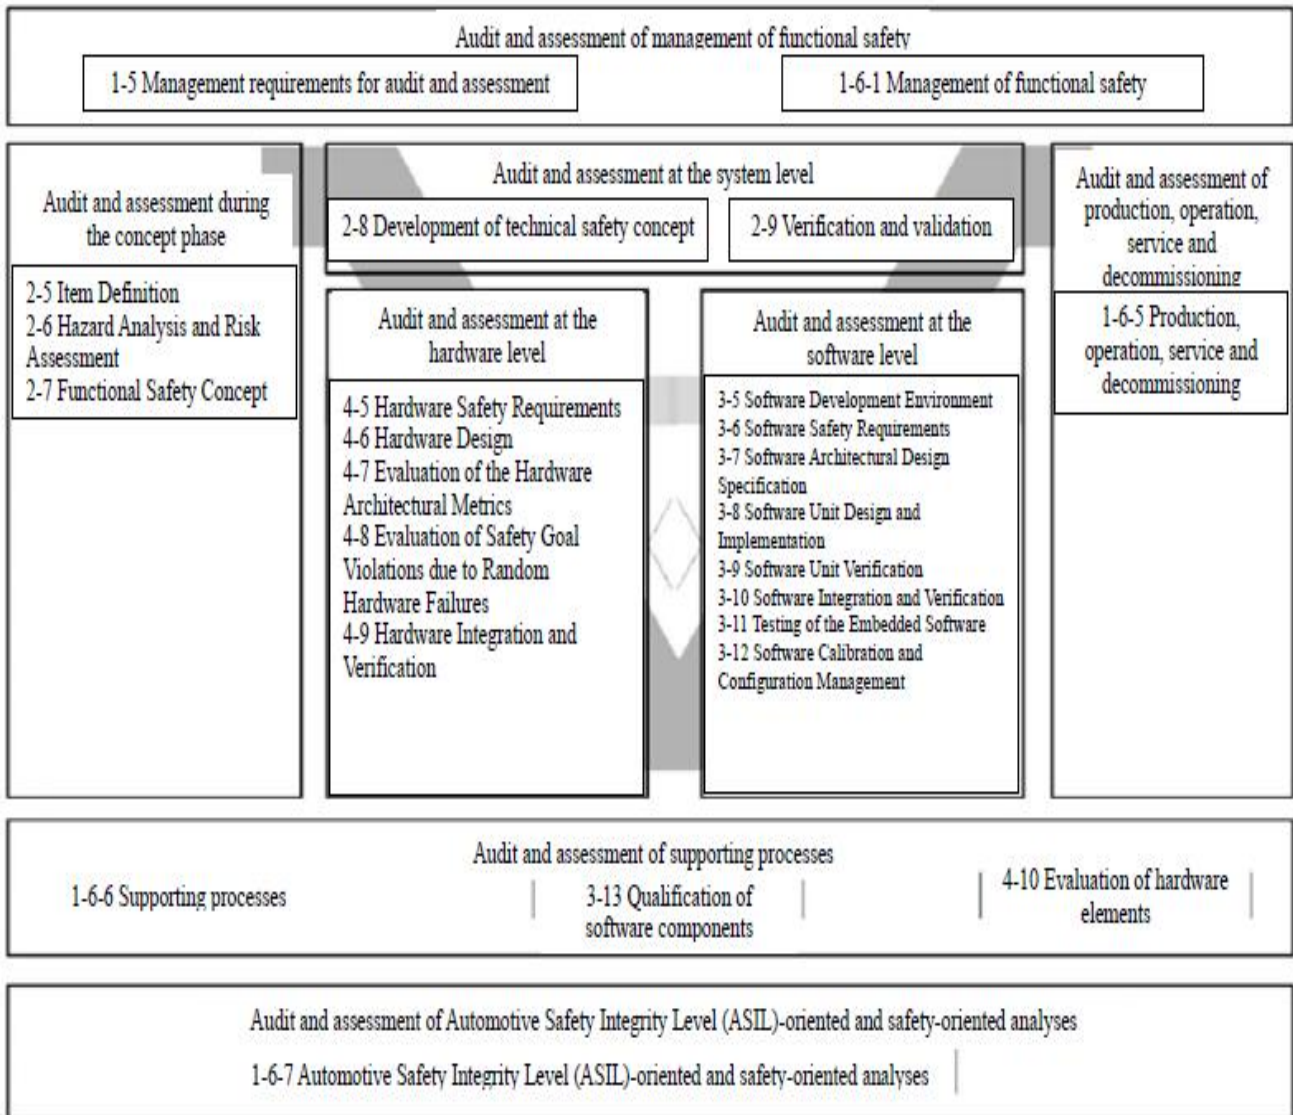 Audit and assessment of management of functional safety
1-5 Management requirements for audit and assessment
1-6-1 Management of functional safety
Audit and assessment during
the concept phase
2-5 Item Definition
2-6 Hazard Analysis and Risk
Assessment
2-7 Functional Safety Concept
Audit and assessment at the system level
2-8 Development of technical safety concept
2-9 Verification and validation
Audit and assessment at the
hardware level
4-5 Hardware Safety Requirements
4-6 Hardware Design
4-7 Evaluation of the Hardware
Architectural Metrics
4-8 Evaluation of Safety Goal
Violations due to Random
Hardware Failures
4-9 Hardware Integration and
Verification
Audit and assessment at the
software level
3-5 Software Development Environment
3-6 Software Safety Requirements
3-7 Software Architectural Design
Specification
3-8 Software Unit Design and
Implementation
3-9 Software Unit Verification
3-10 Software Integration and Verification
3-11 Testing of the Embedded Software
3-12 Software Calibration and
Configuration Management
Audit and assessment of
production, operation,
service and
decommissioning
1-6-5 Production,
operation, service and
decommissioning
Audit and assessment of supporting processes
1-6-6 Supporting processes
3-13 Qualification of
software components
4-10 Evaluation of hardware
elements
Audit and assessment of Automotive Safety Integrity Level (ASIL)-oriented and safety-oriented analyses
1-6-7 Automotive Safety Integrity Level (ASIL)-oriented and safety-oriented analyses